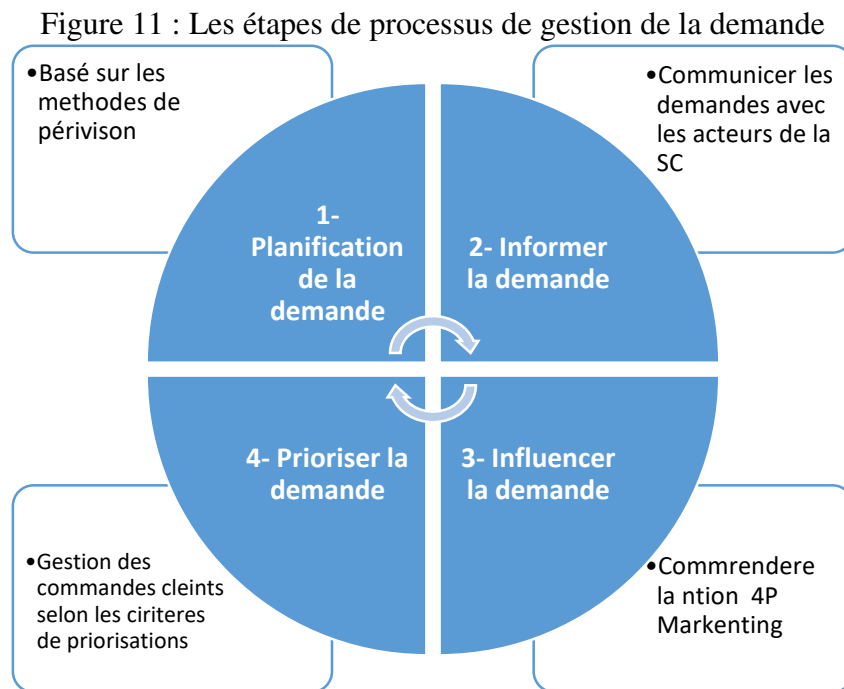 Figure 11 : Les étapes de processus de gestion de la demande
•Basé sur les
methodes de
périvison
•Communicer les
demandes avec
les acteurs de la
SC
1-
Planification
de la
demande
2- Informer
la demande
4- Prioriser la
demande
3- Influencer
la demande
•Gestion des
commandes cleints
selon les ciriteres
de priorisations
•Commrendere
la ntion 4P
Markenting